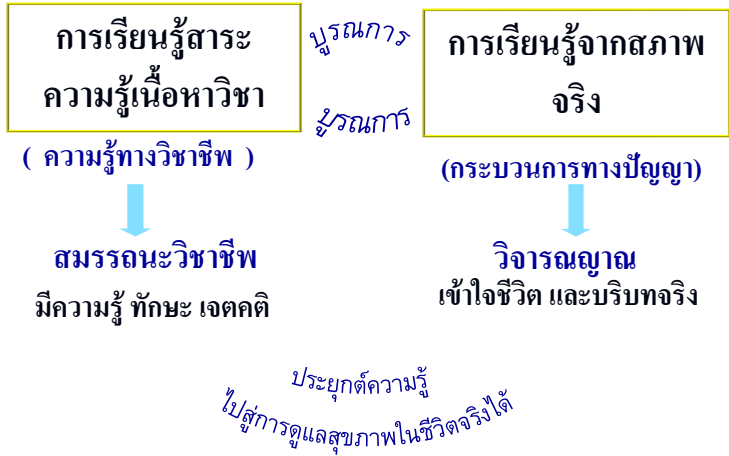 การเรียนรู้สาระ
ความรู้เนื้อหาวิชา
บูรณาการ
บูรณาการ
การเรียนรู้จากสภาพ
จริง
( ความรู้ทางวิชาชีพ )
(กระบวนการทางปัญญา)
สมรรถนะวิชาชีพ
มีความรู้ ทักษะ เจตคติ
วิจารณญาณ
เข้าใจชีวิต และบริบทจริง
ประยุกต์ความรู้
ไปสู่การดูแลสุขภาพในชีวิตจริงได้